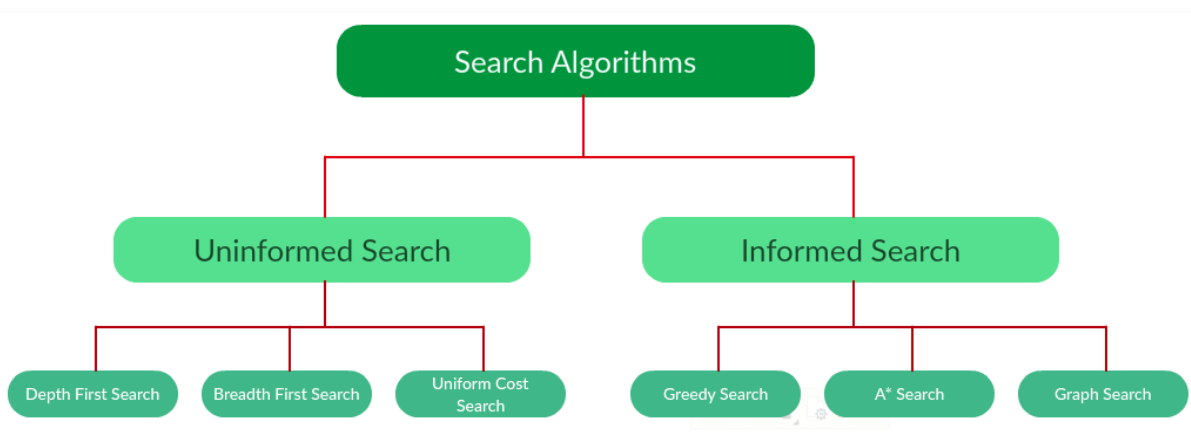 Search Algorithms
Uninformed Search
Informed Search
Depth First Search
Breadth First Search
Uniform Cost
Search
Greedy Search
A* Search
Graph Search